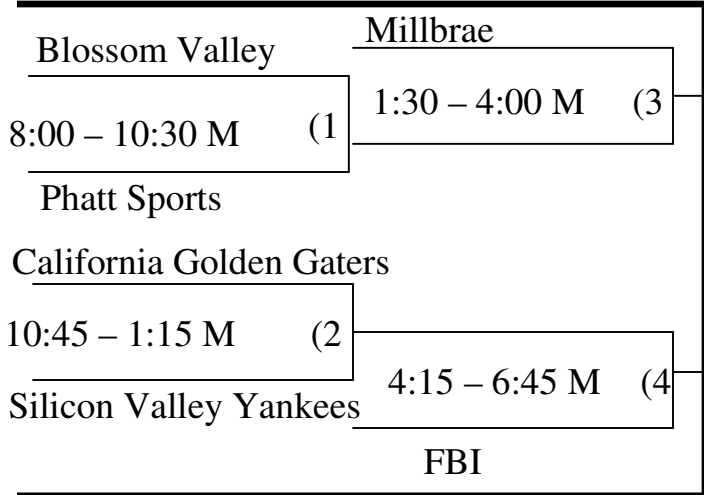 Millbrae
Blossom Valley
1:30 – 4:00 M (3
8:00 – 10:30 M (1
Phatt Sports
California Golden Gaters
10:45 – 1:15 M (2
4:15 – 6:45 M (4
Silicon Valley Yankees
FBI